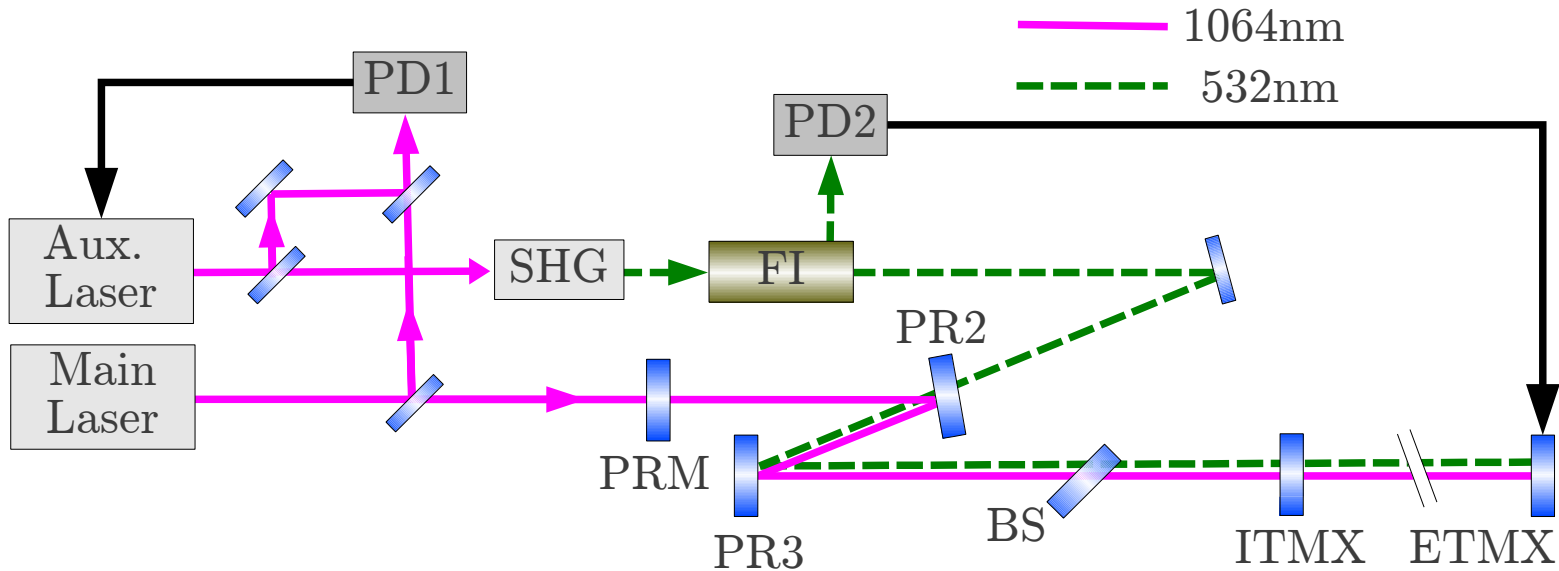 1064nm
PD1
532nm
PD2
Aux.
Laser
SHG
FI
PR2
Main
Laser
PRM
BS
PR3
ITMX
ETMX